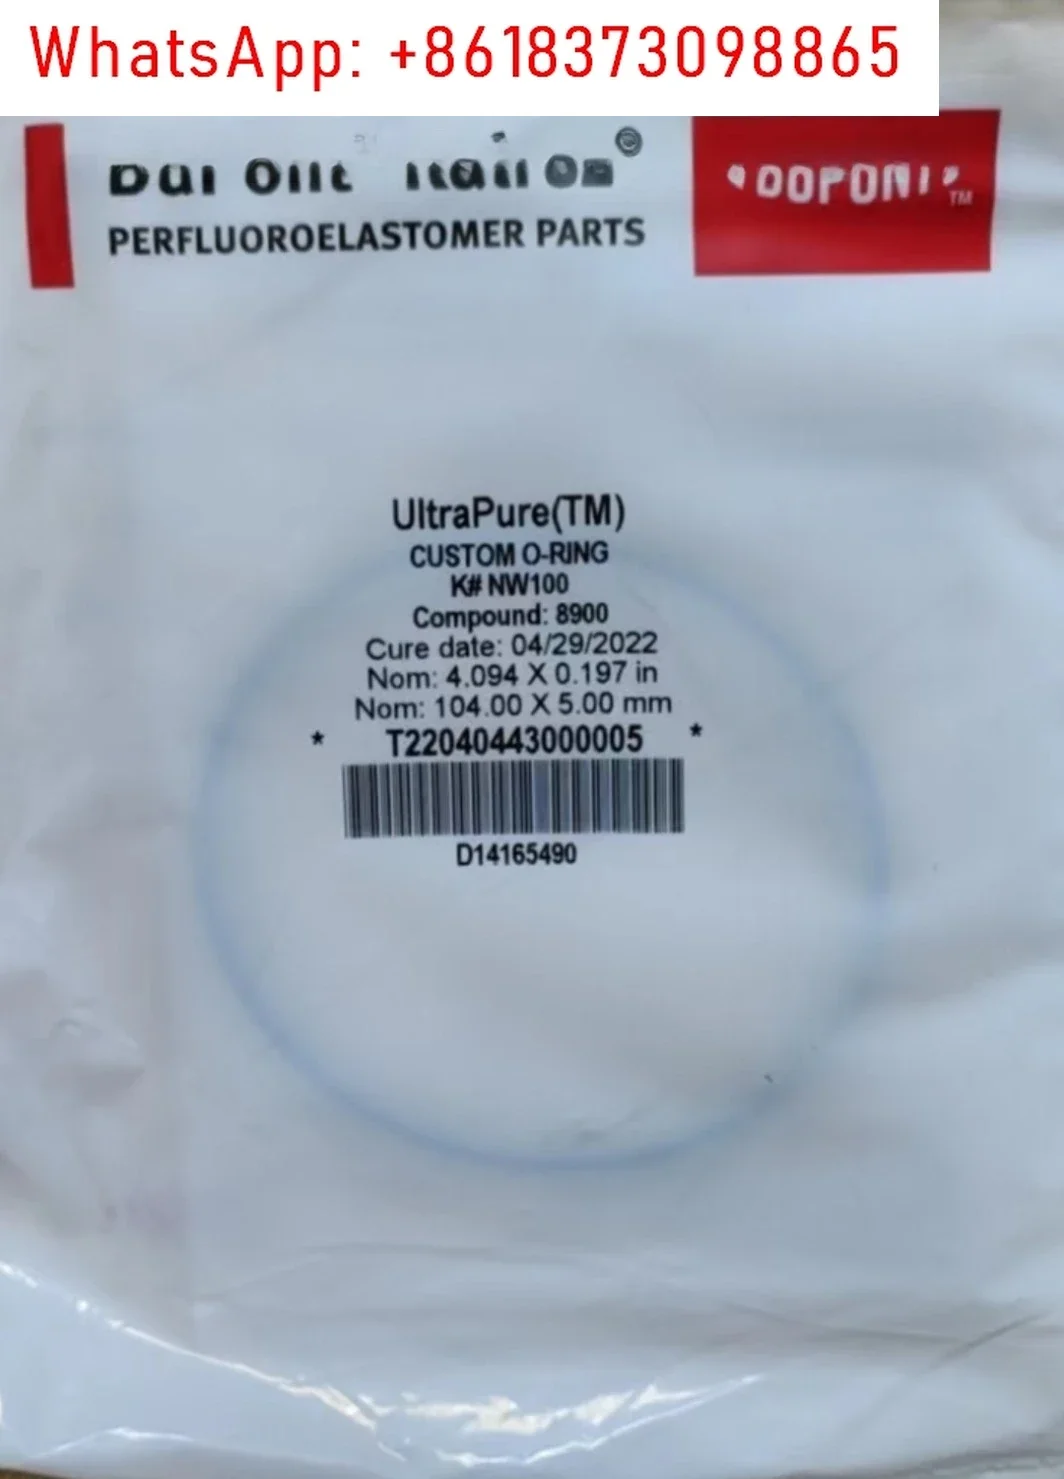 WhatsApp: +8618373098865
PERFLUOROELASTOMER PARTS
TM
UltraPure(TM)
CUSTOM O-RING
K# NW100
Compound: 8900
Cure date: 04/29/2022
Nom: 4.094 X 0.197 in
Nom: 104.00 X 5.00 mm
* T22040443000005 *
D14165490